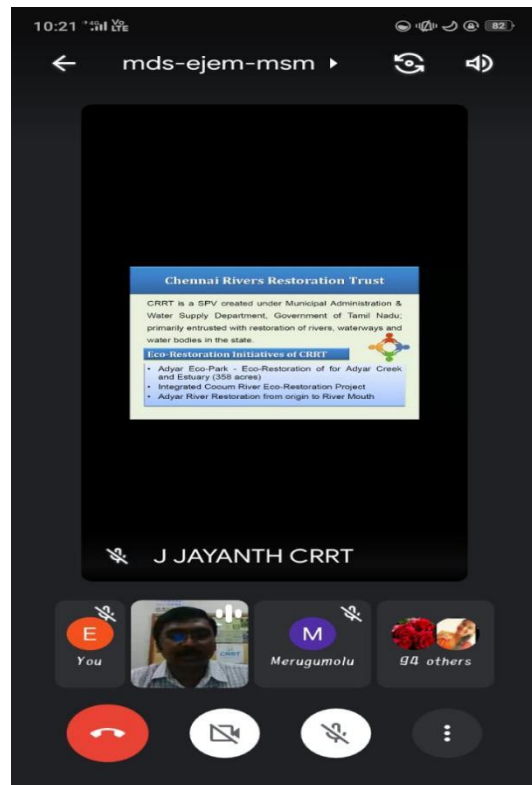 10:21 4G Vo LTE 82
mds-ejem-msm
Chennai Rivers Restoration Trust
CRRT is a SPV created under Municipal Administration &
Water Supply Department, Government of Tamil Nadu;
primarily entrusted with restoration of rivers, waterways and
water bodies in the state.
Eco-Restoration Initiatives of CRRT
• Adyar Eco-Park - Eco-Restoration of for Adyar Creek
and Estuary (358 acres)
• Integrated Cooum River Eco-Restoration Project
• Adyar River Restoration from origin to River Mouth
J JAYANTH CRRT
E
M
You
Merugumolu
94 others